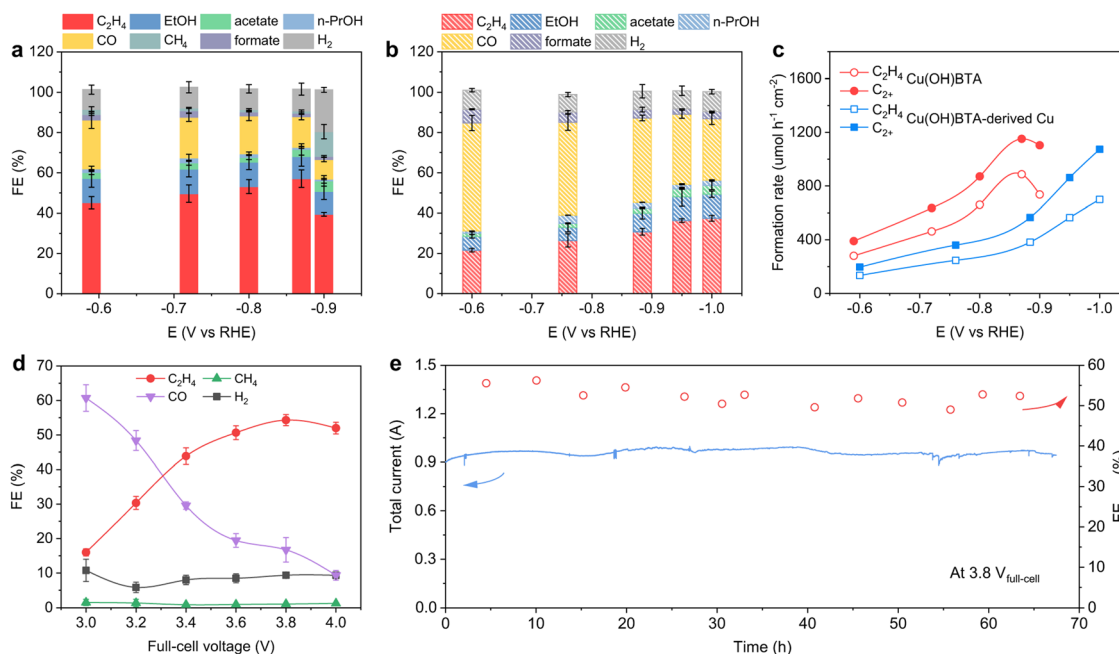 C₂H₄ EtOH acetate n-PrOH
CO CH₄ formate H₂
a
120
100
80
60
40
20
0
FE (%)
-0.6 -0.7 -0.8 -0.9
E (V vs RHE)
C₂H₄ EtOH acetate n-PrOH
CO formate H₂
b
120
100
80
60
40
20
0
FE (%)
-0.6 -0.7 -0.8 -0.9 -1.0
E (V vs RHE)
c
C₂H₄ Cu(OH)BTA
C₂₊
C₂H₄ Cu(OH)BTA-derived Cu
C₂₊
1600
1200
800
400
0
Formation rate (umol h⁻¹ cm⁻²)
-0.6 -0.7 -0.8 -0.9 -1.0
E (V vs RHE)
d
C₂H₄ CH₄
CO H₂
70
60
50
40
30
20
10
0
FE (%)
3.0 3.2 3.4 3.6 3.8 4.0
Full-cell voltage (V)
e
1.5
1.2
0.9
0.6
0.3
0.0
Total current (A)
60
50
40
30
20
10
0
FE (%)
At 3.8 V full-cell
0 10 20 30 40 50 60 70
Time (h)